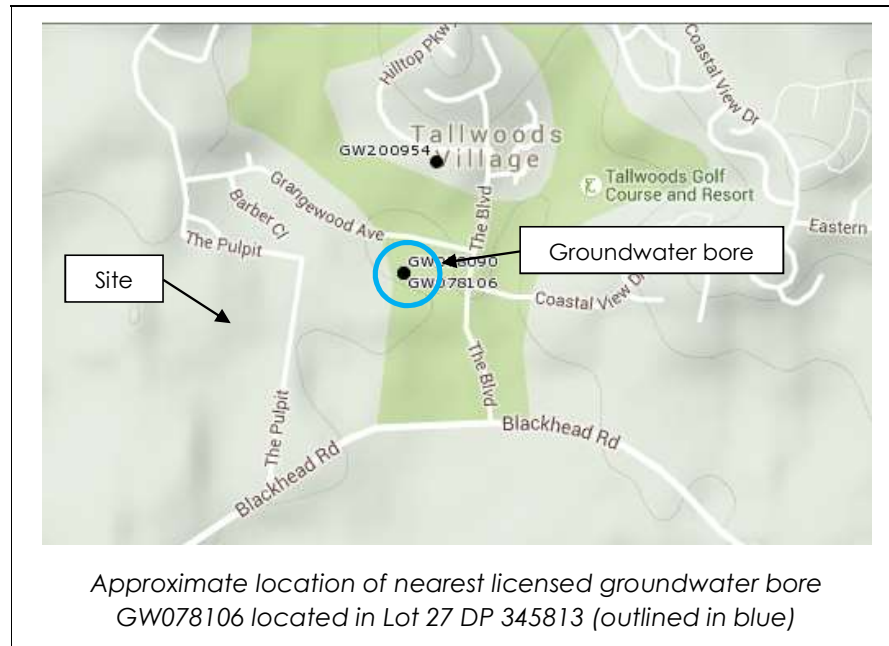 Hilltop Pkwy
Coastal View Dr
Tallwoods
Village
GW200954
Tallwoods Golf
Course and Resort
The Blvd
Grangewood Ave
Barber Cl
The Pulpit
Eastern
Groundwater bore
Site
GW078106
Coastal View Dr
The Blvd
The Pulpit
Blackhead Rd
Blackhead Rd
Approximate location of nearest licensed groundwater bore
GW078106 located in Lot 27 DP 345813 (outlined in blue)